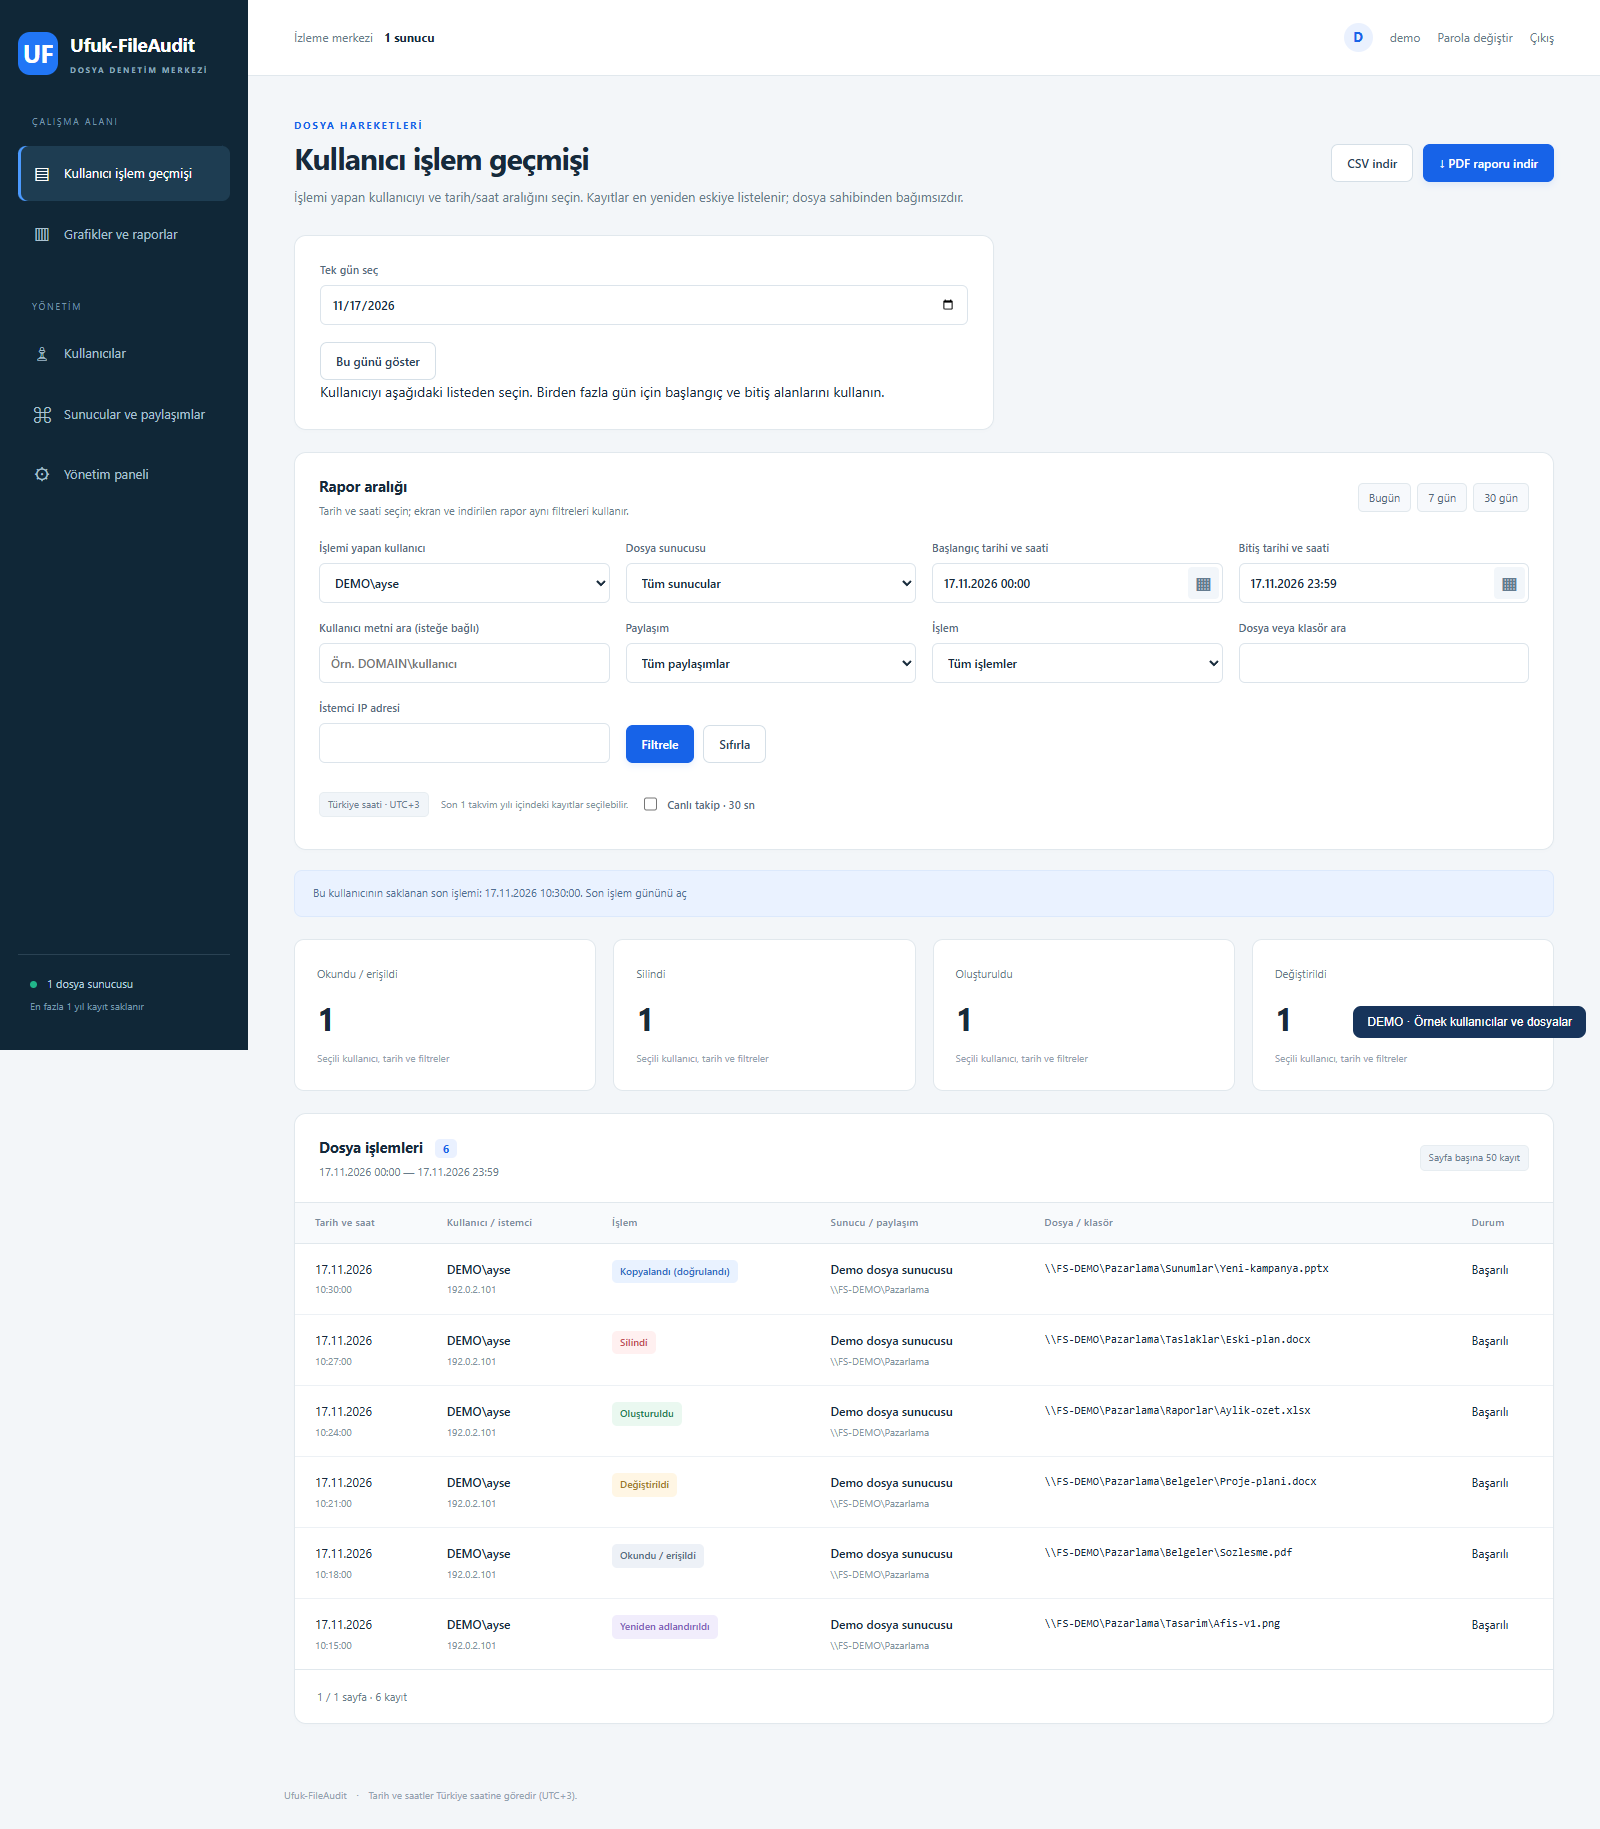 UF
Ufuk-FileAudit
DOSYA DENETİM MERKEZİ
ÇALIŞMA ALANI
Kullanıcı işlem geçmişi
Grafikler ve raporlar
YÖNETİM
Kullanıcılar
Sunucular ve paylaşımlar
Yönetim paneli
1 dosya sunucusu
En fazla 1 yıl kayıt saklanır
İzleme merkezi 1 sunucu
D demo Parola değiştir Çıkış
DOSYA HAREKETLERİ
Kullanıcı işlem geçmişi
İşlemi yapan kullanıcıyı ve tarih/saat aralığını seçin. Kayıtlar en yeniden eskiye listelenir; dosya sahibinden bağımsızdır.
CSV indir
↓ PDF raporu indir
Tek gün seç
11/17/2026
Bu günü göster
Kullanıcıyı aşağıdaki listeden seçin. Birden fazla gün için başlangıç ve bitiş alanlarını kullanın.
Rapor aralığı
Tarih ve saati seçin; ekran ve indirilen rapor aynı filtreleri kullanır.
Bugün 7 gün 30 gün
İşlemi yapan kullanıcı Dosya sunucusu Başlangıç tarihi ve saati Bitiş tarihi ve saati
DEMO\ayse Tüm sunucular 17.11.2026 00:00 17.11.2026 23:59
Kullanıcı metni ara (isteğe bağlı) Paylaşım İşlem Dosya veya klasör ara
Örn. DOMAIN\kullanıcı Tüm paylaşımlar Tüm işlemler
İstemci IP adresi
Filtrele Sıfırla
Türkiye saati · UTC+3 Son 1 takvim yılı içindeki kayıtlar seçilebilir. Canlı takip · 30 sn
Bu kullanıcının saklanan son işlemi: 17.11.2026 10:30:00. Son işlem gününü aç
Okundu / erişildi Silindi Oluşturuldu Değiştirildi
1 1 1 1
DEMO · Örnek kullanıcılar ve dosyalar
Seçili kullanıcı, tarih ve filtreler Seçili kullanıcı, tarih ve filtreler Seçili kullanıcı, tarih ve filtreler Seçili kullanıcı, tarih ve filtreler
Dosya işlemleri 6
17.11.2026 00:00 — 17.11.2026 23:59
Sayfa başına 50 kayıt
Tarih ve saat Kullanıcı / istemci İşlem Sunucu / paylaşım Dosya / klasör Durum
17.11.2026 DEMO\ayse Kopyalandı (doğrulandı) Demo dosya sunucusu \\FS-DEMO\Pazarlama\Sunumlar\Yeni-kampanya.pptx Başarılı
10:30:00 192.0.2.101 \\FS-DEMO\Pazarlama
17.11.2026 DEMO\ayse Silindi Demo dosya sunucusu \\FS-DEMO\Pazarlama\Taslaklar\Eski-plan.docx Başarılı
10:27:00 192.0.2.101 \\FS-DEMO\Pazarlama
17.11.2026 DEMO\ayse Oluşturuldu Demo dosya sunucusu \\FS-DEMO\Pazarlama\Raporlar\Aylik-ozet.xlsx Başarılı
10:24:00 192.0.2.101 \\FS-DEMO\Pazarlama
17.11.2026 DEMO\ayse Değiştirildi Demo dosya sunucusu \\FS-DEMO\Pazarlama\Belgeler\Proje-plani.docx Başarılı
10:21:00 192.0.2.101 \\FS-DEMO\Pazarlama
17.11.2026 DEMO\ayse Okundu / erişildi Demo dosya sunucusu \\FS-DEMO\Pazarlama\Belgeler\Sozlesme.pdf Başarılı
10:18:00 192.0.2.101 \\FS-DEMO\Pazarlama
17.11.2026 DEMO\ayse Yeniden adlandırıldı Demo dosya sunucusu \\FS-DEMO\Pazarlama\Tasarim\Afis-v1.png Başarılı
10:15:00 192.0.2.101 \\FS-DEMO\Pazarlama
1 / 1 sayfa · 6 kayıt
Ufuk-FileAudit · Tarih ve saatler Türkiye saatine göredir (UTC+3).